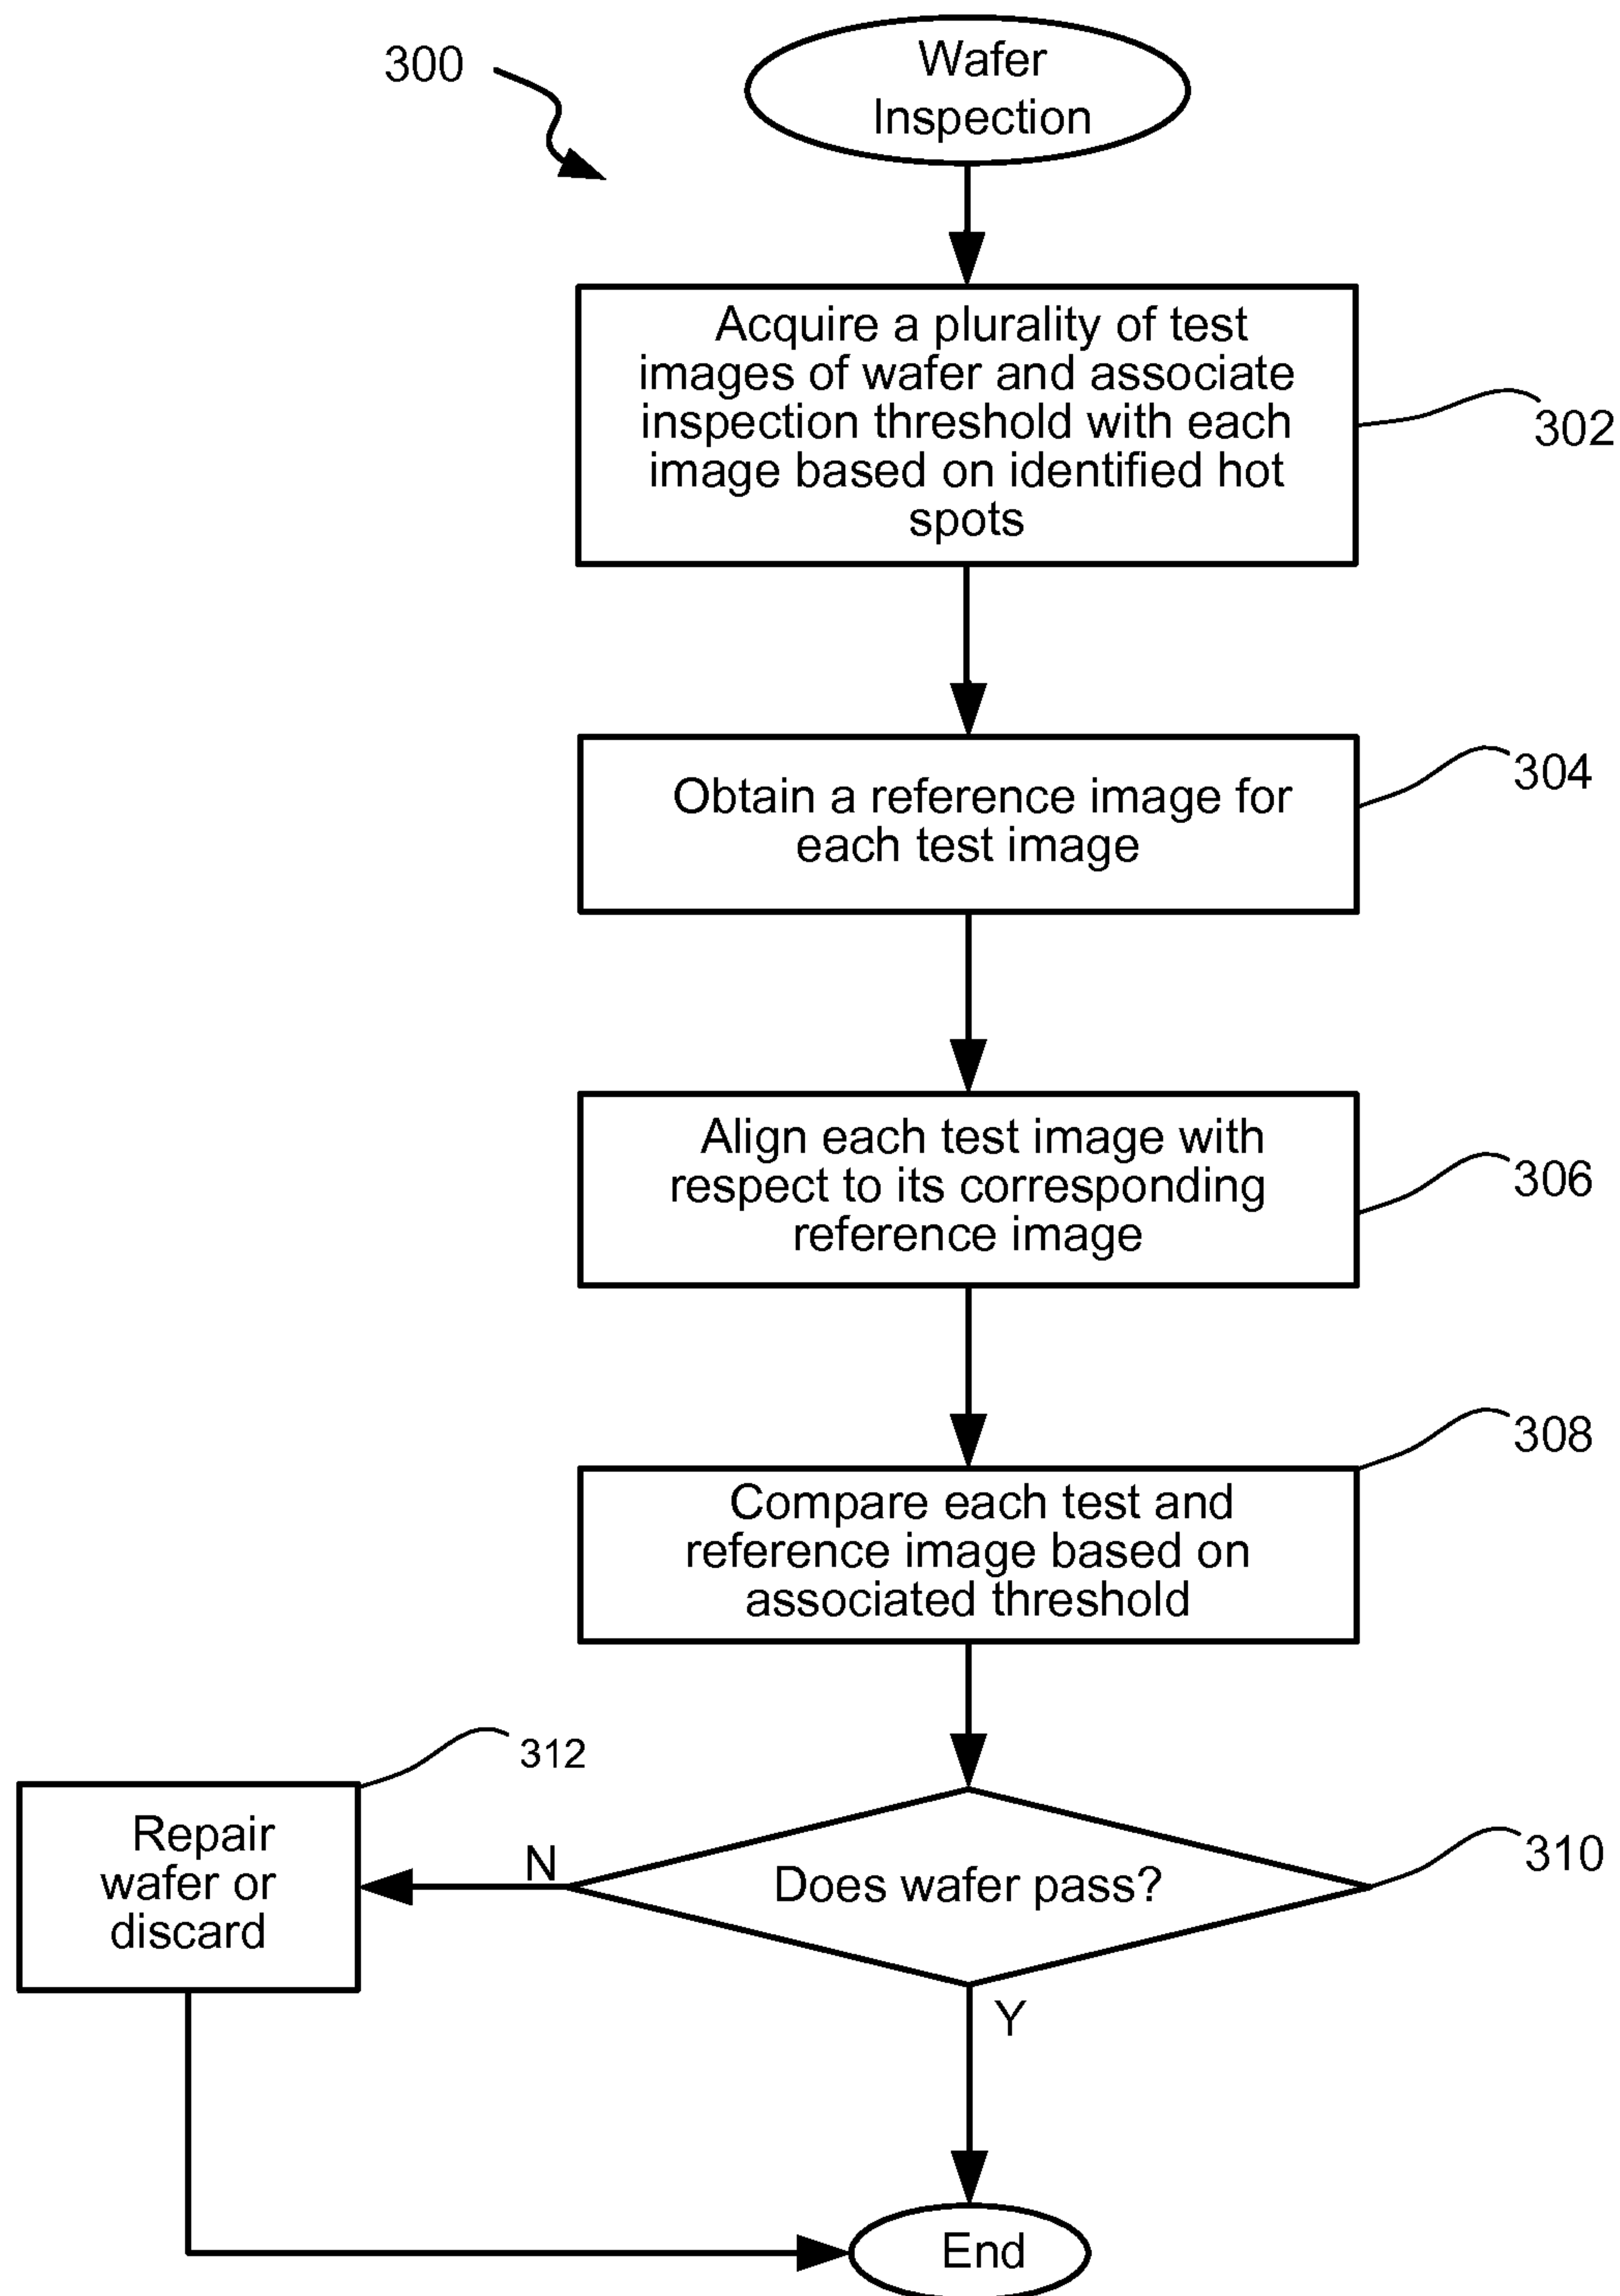 300
Wafer
Inspection
Acquire a plurality of test
images of wafer and associate
inspection threshold with each
image based on identified hot
spots
302
Obtain a reference image for
each test image
304
Align each test image with
respect to its corresponding
reference image
306
Compare each test and
reference image based on
associated threshold
308
Does wafer pass?
310
N
Repair
wafer or
discard
312
Y
End